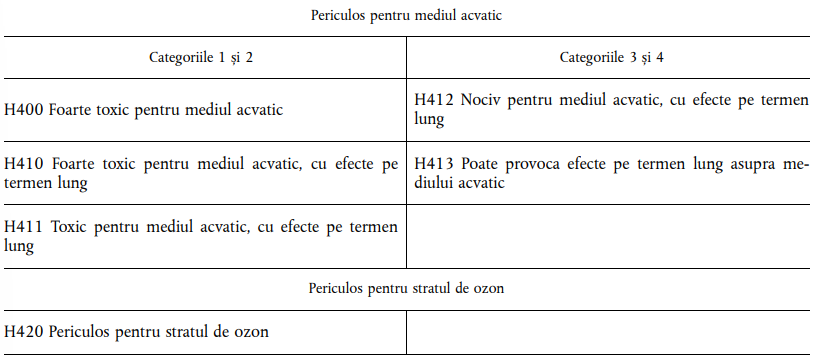 Periculos pentru mediul acvatic
Categoriile 1 și 2
Categoriile 3 și 4
H400 Foarte toxic pentru mediul acvatic
H412 Nociv pentru mediul acvatic, cu efecte pe termen
lung
H410 Foarte toxic pentru mediul acvatic, cu efecte pe
termen lung
H413 Poate provoca efecte pe termen lung asupra me-
diului acvatic
H411 Toxic pentru mediul acvatic, cu efecte pe termen
lung
Periculos pentru stratul de ozon
H420 Periculos pentru stratul de ozon